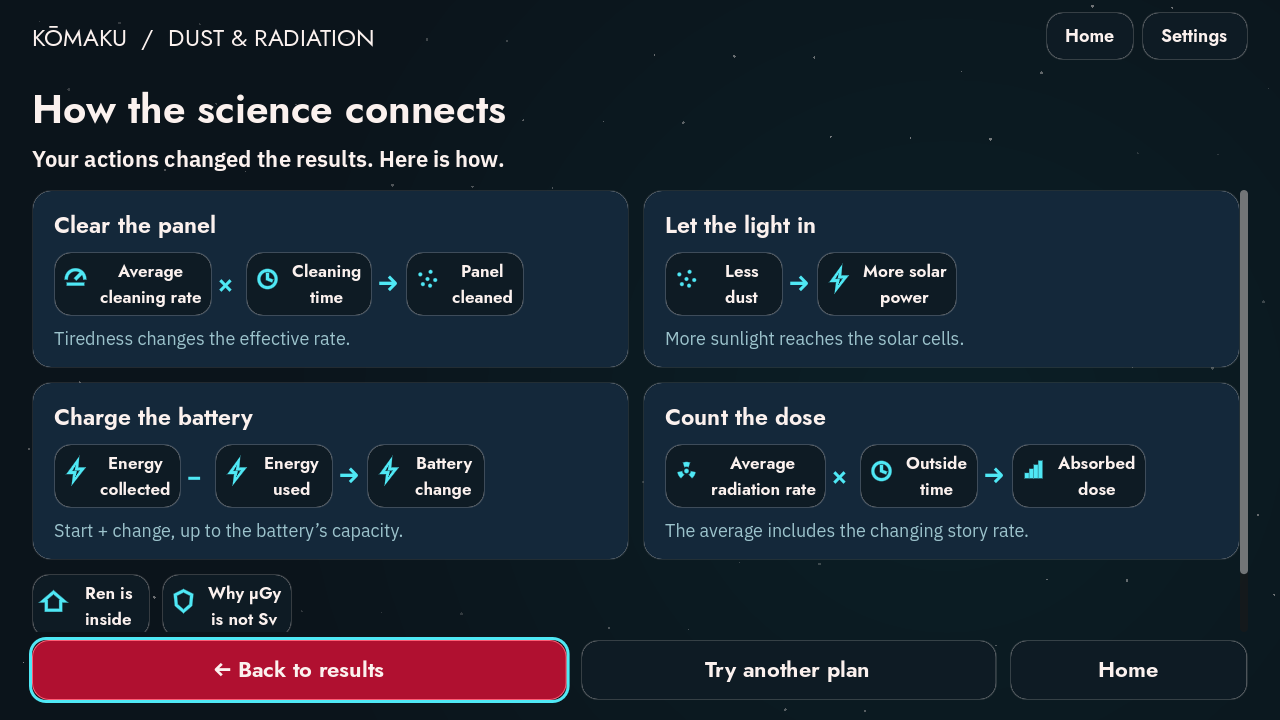 KŌMAKU / DUST & RADIATION
Home
Settings
How the science connects
Your actions changed the results. Here is how.
Clear the panel
Average
cleaning rate
×
Cleaning
time
→
Panel
cleaned
Tiredness changes the effective rate.
Let the light in
Less
dust
→
More solar
power
More sunlight reaches the solar cells.
Charge the battery
Energy
collected
–
Energy
used
→
Battery
change
Start + change, up to the battery’s capacity.
Count the dose
Average
radiation rate
×
Outside
time
→
Absorbed
dose
The average includes the changing story rate.
Ren is
inside
Why μGy
is not Sv
← Back to results
Try another plan
Home